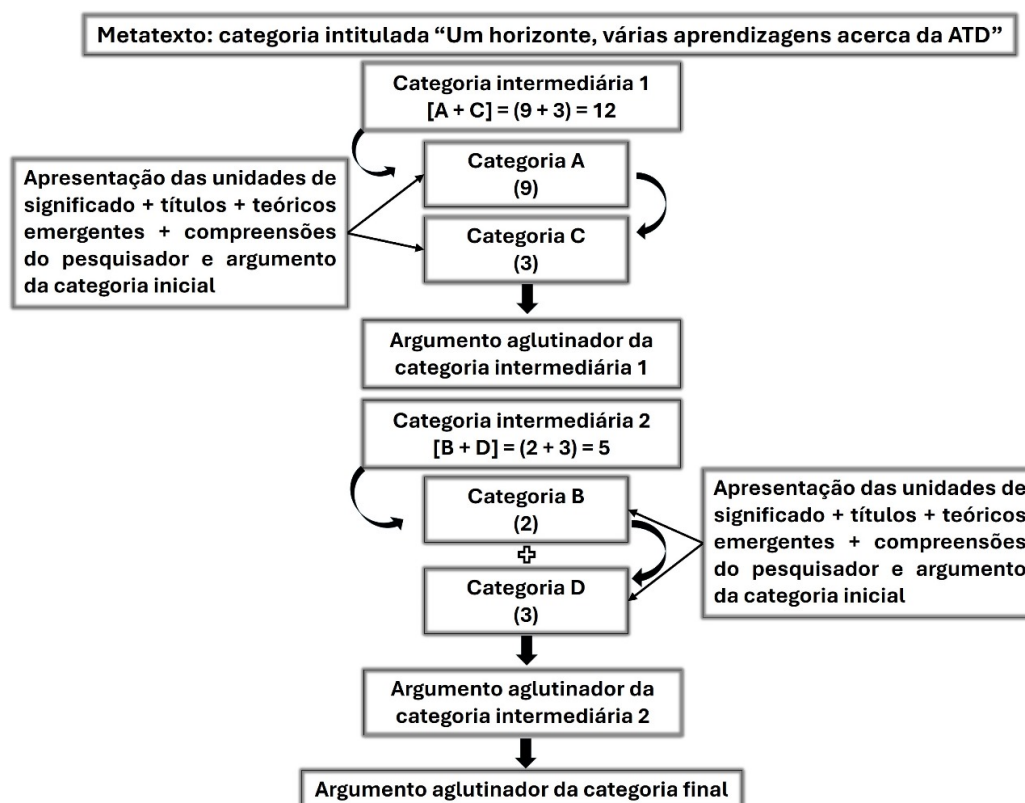 Metatexto: categoria intitulada “Um horizonte, várias aprendizagens acerca da ATD”
Categoria intermediária 1
[A + C] = (9 + 3) = 12
Categoria A
(9)
Apresentação das unidades de
significado + títulos + teóricos
emergentes + compreensões
do pesquisador e argumento
da categoria inicial
Categoria C
(3)
Argumento aglutinador da
categoria intermediária 1
Categoria intermediária 2
[B + D] = (2 + 3) = 5
Categoria B
(2)
Apresentação das unidades de
significado + títulos + teóricos
emergentes + compreensões
do pesquisador e argumento
da categoria inicial
Categoria D
(3)
Argumento aglutinador da
categoria intermediária 2
Argumento aglutinador da categoria final